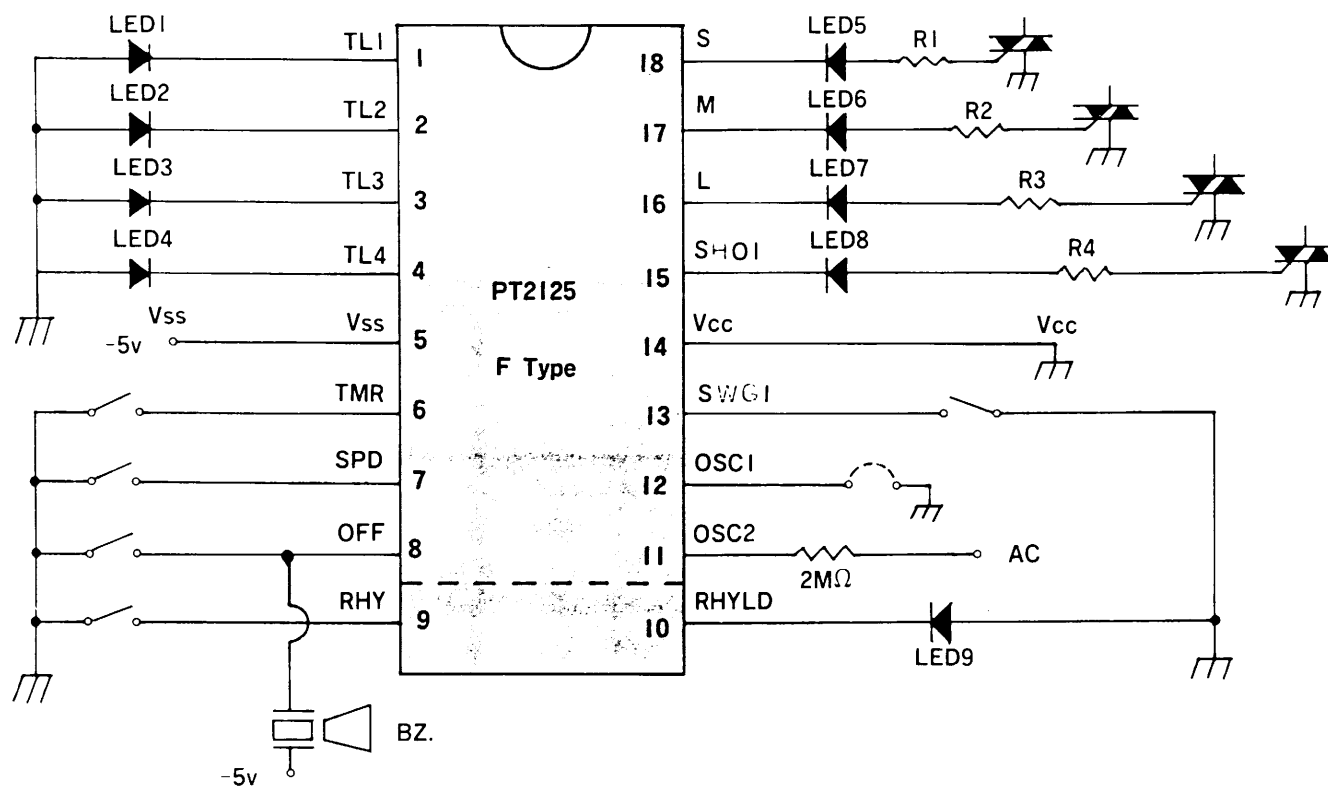 LED1 TL1 1
LED2 TL2 2
LED3 TL3 3
LED4 TL4 4
Vss Vss 5
-5v
TMR 6
SPD 7
OFF 8
RHY 9
BZ.
-5v
PT2125
F Type
18 S LED5 R1
17 M LED6 R2
16 L LED7 R3
15 SHO1 LED8 R4
14 Vcc Vcc
13 SWG1
12 OSC1
11 OSC2 2MΩ AC
10 RHYLD LED9